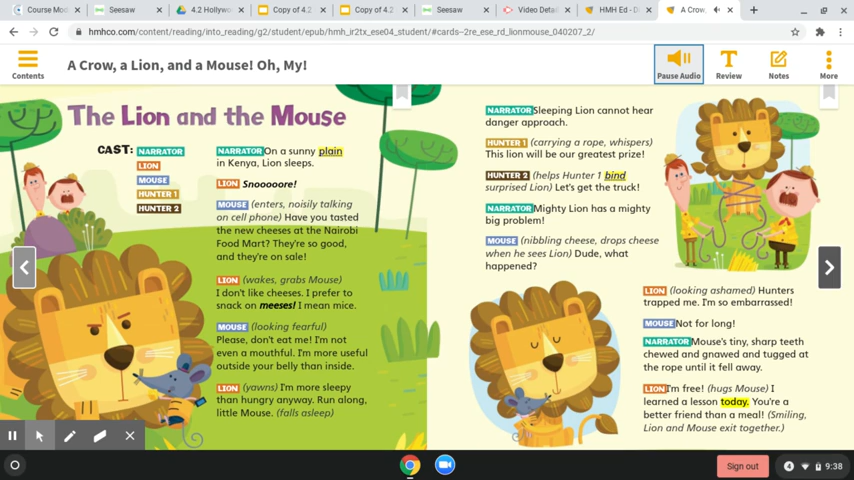 Course Mo
Seesaw
4.2 Hollywo
Copy of 4.2
Copy of 4.2
Seesaw
Video Detai
HMH Ed - D
A Crow,
hmhco.com/content/reading/into_reading/g2/student/epub/hmh_ir2tx_ese04_student/#cards~2re_ese_rd_lionmouse_040207_2/
Contents
A Crow, a Lion, and a Mouse! Oh, My!
Pause Audio
Review
Notes
More
The Lion and the Mouse
CAST: NARRATOR
LION
MOUSE
HUNTER 1
HUNTER 2
NARRATOR On a sunny plain
in Kenya, Lion sleeps.
LION Snooooore!
MOUSE (enters, noisily talking
on cell phone) Have you tasted
the new cheeses at the Nairobi
Food Mart? They're so good,
and they're on sale!
LION (wakes, grabs Mouse)
I don't like cheeses. I prefer to
snack on meeses! I mean mice.
MOUSE (looking fearful)
Please, don't eat me! I'm not
even a mouthful. I'm more useful
outside your belly than inside.
LION (yawns) I'm more sleepy
than hungry anyway. Run along,
little Mouse. (falls asleep)
NARRATOR Sleeping Lion cannot hear
danger approach.
HUNTER 1 (carrying a rope, whispers)
This lion will be our greatest prize!
HUNTER 2 (helps Hunter 1 bind
surprised Lion) Let's get the truck!
NARRATOR Mighty Lion has a mighty
big problem!
MOUSE (nibbling cheese, drops cheese
when he sees Lion) Dude, what
happened?
LION (looking ashamed) Hunters
trapped me. I'm so embarrassed!
MOUSE Not for long!
NARRATOR Mouse's tiny, sharp teeth
chewed and gnawed and tugged at
the rope until it fell away.
LION I'm free! (hugs Mouse) I
learned a lesson today. You're a
better friend than a meal! (Smiling,
Lion and Mouse exit together.)
Sign out
4
9:38